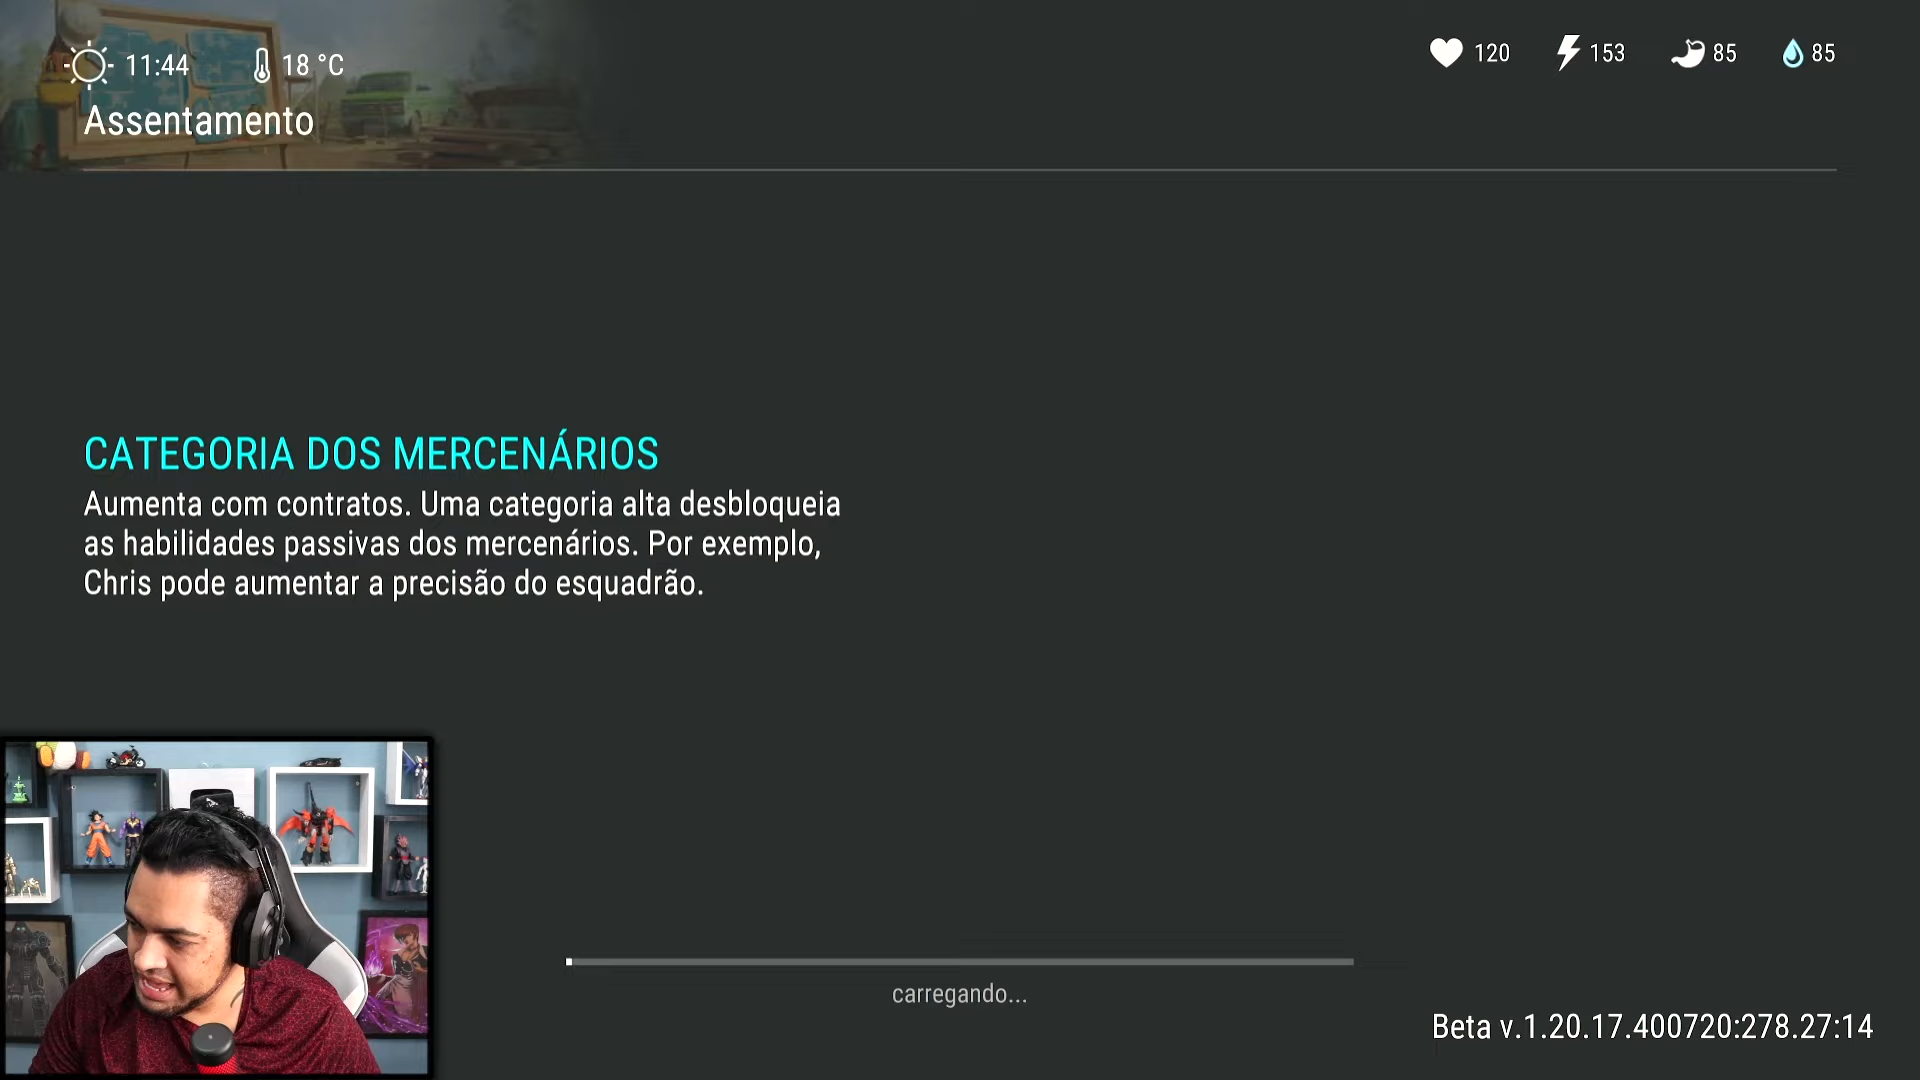 11:44
18 °C
120
153
85
85
Assentamento
CATEGORIA DOS MERCENÁRIOS
Aumenta com contratos. Uma categoria alta desbloqueia
as habilidades passivas dos mercenários. Por exemplo,
Chris pode aumentar a precisão do esquadrão.
carregando...
Beta v.1.20.17.400720:278.27:14